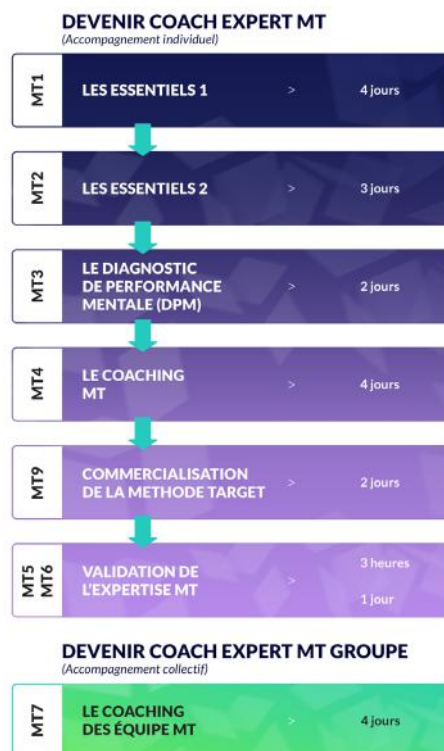 DEVENIR COACH EXPERT MT
(Accompagnement individuel)
MT1
LES ESSENTIELS 1 > 4 jours
MT2
LES ESSENTIELS 2 > 3 jours
MT3
LE DIAGNOSTIC
DE PERFORMANCE > 2 jours
MENTALE (DPM)
MT4
LE COACHING
MT > 4 jours
MT9
COMMERCIALISATION
DE LA METHODE TARGET > 2 jours
MT5
MT6
VALIDATION DE
L'EXPERTISE MT >
3 heures
1 jour
DEVENIR COACH EXPERT MT GROUPE
(Accompagnement collectif)
MT7
LE COACHING
DES ÉQUIPE MT > 4 jours